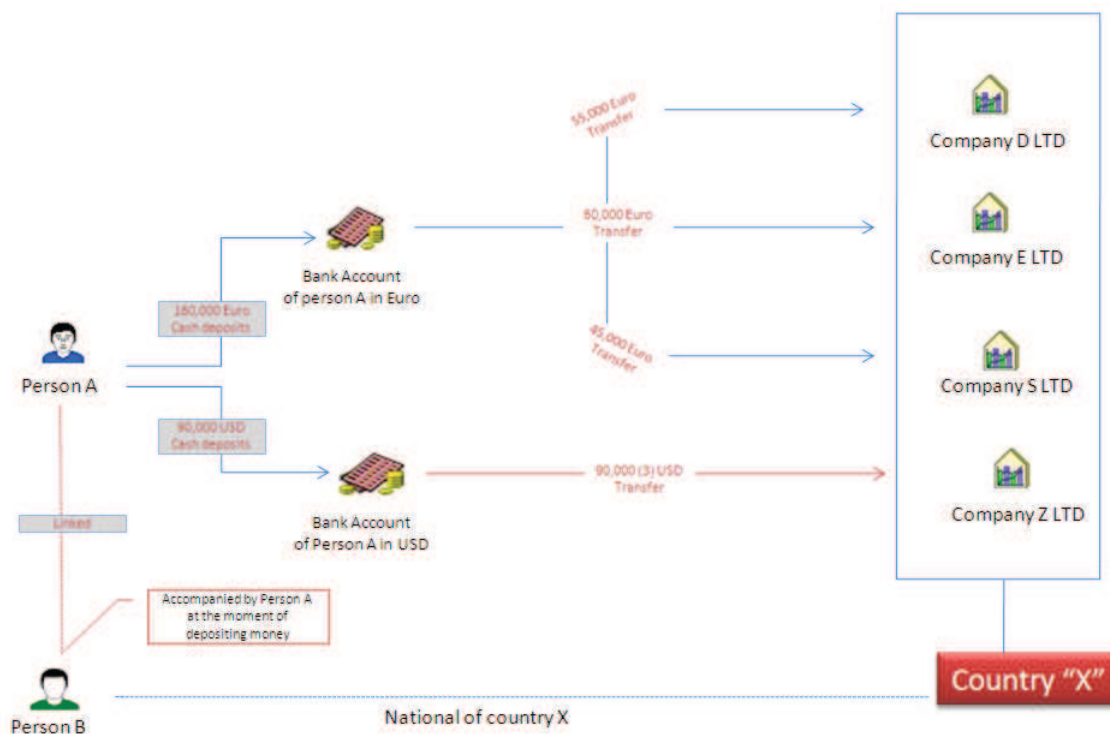 55,000 Euro
Transfer
Company D LTD
60,000 Euro
Transfer
Company E LTD
Bank Account
of person A in Euro
160,000 Euro
Cash deposits
45,000 Euro
Transfer
Person A
Company S LTD
90,000 USD
Cash deposits
90,000 (3) USD
Transfer
Bank Account
of Person A in USD
Company Z LTD
Linked
Accompanied by Person A
at the moment of
depositing money
Country "X"
Person B
National of country X